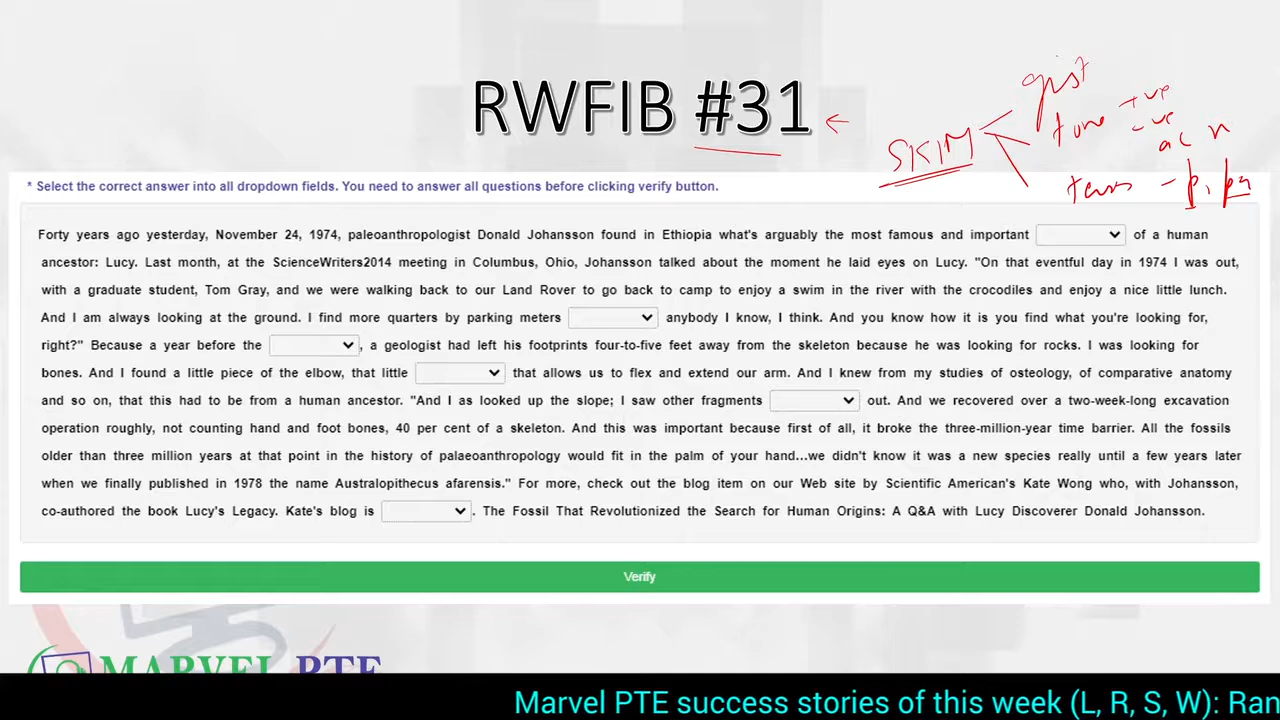 RWFIB #31
SKIM
gist
tone +ve
-ve
ac n
tens - p, pa
* Select the correct answer into all dropdown fields. You need to answer all questions before clicking verify button.
Forty years ago yesterday, November 24, 1974, paleoanthropologist Donald Johansson found in Ethiopia what's arguably the most famous and important of a human
ancestor: Lucy. Last month, at the ScienceWriters2014 meeting in Columbus, Ohio, Johansson talked about the moment he laid eyes on Lucy. "On that eventful day in 1974 I was out,
with a graduate student, Tom Gray, and we were walking back to our Land Rover to go back to camp to enjoy a swim in the river with the crocodiles and enjoy a nice little lunch.
And I am always looking at the ground. I find more quarters by parking meters anybody I know, I think. And you know how it is you find what you're looking for,
right?" Because a year before the , a geologist had left his footprints four-to-five feet away from the skeleton because he was looking for rocks. I was looking for
bones. And I found a little piece of the elbow, that little that allows us to flex and extend our arm. And I knew from my studies of osteology, of comparative anatomy
and so on, that this had to be from a human ancestor. "And I as looked up the slope; I saw other fragments out. And we recovered over a two-week-long excavation
operation roughly, not counting hand and foot bones, 40 per cent of a skeleton. And this was important because first of all, it broke the three-million-year time barrier. All the fossils
older than three million years at that point in the history of palaeoanthropology would fit in the palm of your hand...we didn't know it was a new species really until a few years later
when we finally published in 1978 the name Australopithecus afarensis." For more, check out the blog item on our Web site by Scientific American's Kate Wong who, with Johansson,
co-authored the book Lucy's Legacy. Kate's blog is . The Fossil That Revolutionized the Search for Human Origins: A Q&A with Lucy Discoverer Donald Johansson.
Verify
MARVEL PTE
Marvel PTE success stories of this week (L, R, S, W): Ran